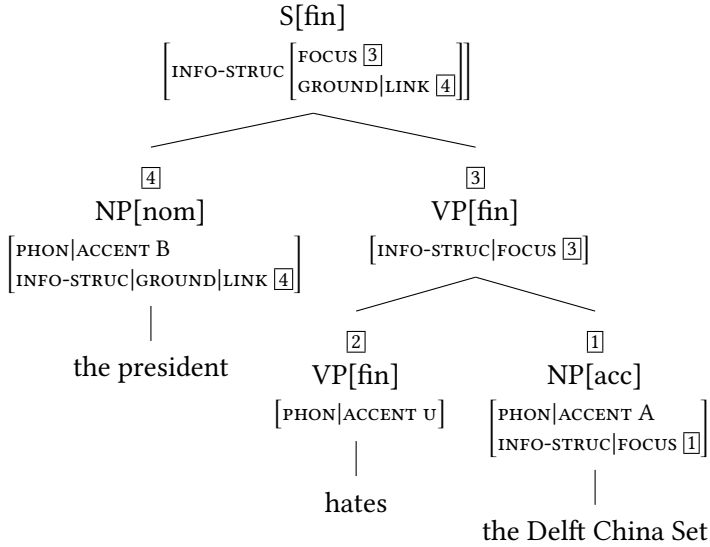 S[fin]
[INFO-STRUC [FOCUS 3
GROUND|LINK 4]]
4 3
NP[nom] VP[fin]
[PHON|ACCENT B
INFO-STRUC|GROUND|LINK 4] [INFO-STRUC|FOCUS 3]
the president
2 1
VP[fin] NP[acc]
[PHON|ACCENT U] [PHON|ACCENT A
INFO-STRUC|FOCUS 1]
hates
the Delft China Set